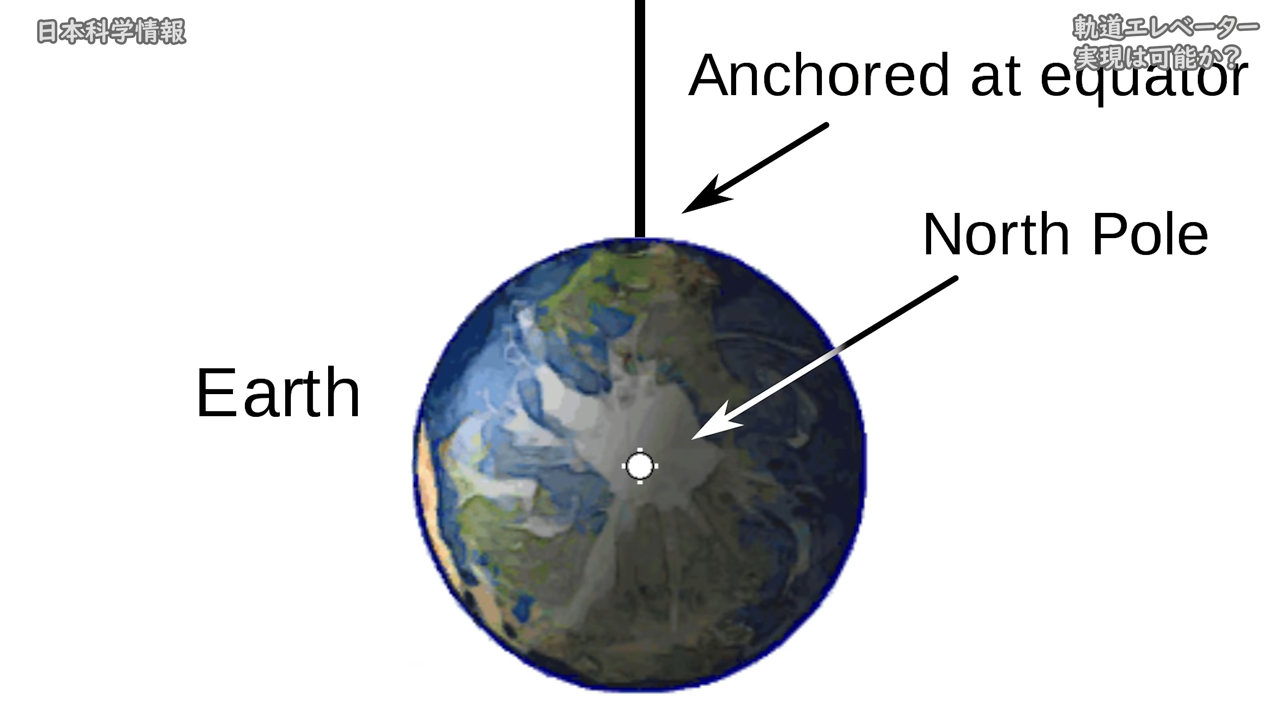 日本科学情報
軌道エレベーター
実現は可能か?
Anchored at equator
North Pole
Earth